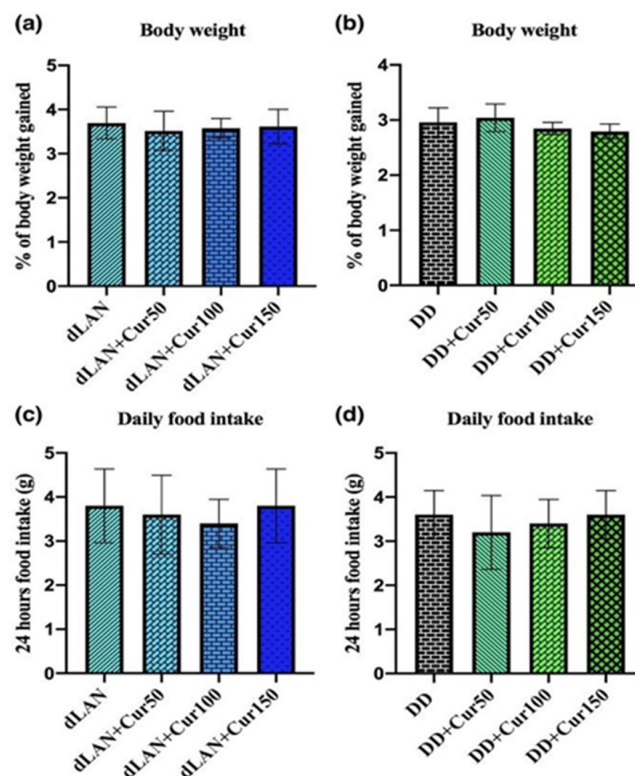 (a)
Body weight
% of body weight gained
5
4
3
2
1
0
dLAN
dLAN+Cur50
dLAN+Cur100
dLAN+Cur150
(b)
Body weight
% of body weight gained
4
3
2
1
0
DD
DD+Cur50
DD+Cur100
DD+Cur150
(c)
Daily food intake
24 hours food intake (g)
5
4
3
2
1
0
dLAN
dLAN+Cur50
dLAN+Cur100
dLAN+Cur150
(d)
Daily food intake
24 hours food intake (g)
5
4
3
2
1
0
DD
DD+Cur50
DD+Cur100
DD+Cur150